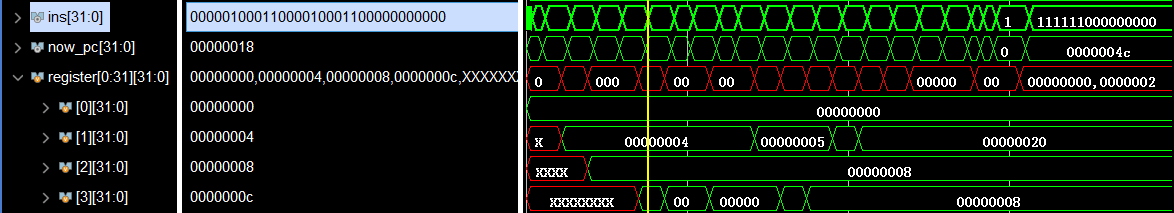 ins[31:0] 00000100011000010001100000000000 1 111111000000000
now_pc[31:0] 00000018 0 0000004c
register[0:31][31:0] 00000000,00000004,00000008,0000000c,XXXXXXX 0 000 00 00 00000 00 00000000,0000002
[0][31:0] 00000000 00000000
[1][31:0] 00000004 X 00000004 00000005 00000020
[2][31:0] 00000008 XXXX 00000008
[3][31:0] 0000000c XXXXXXXX 00 00000 00000008